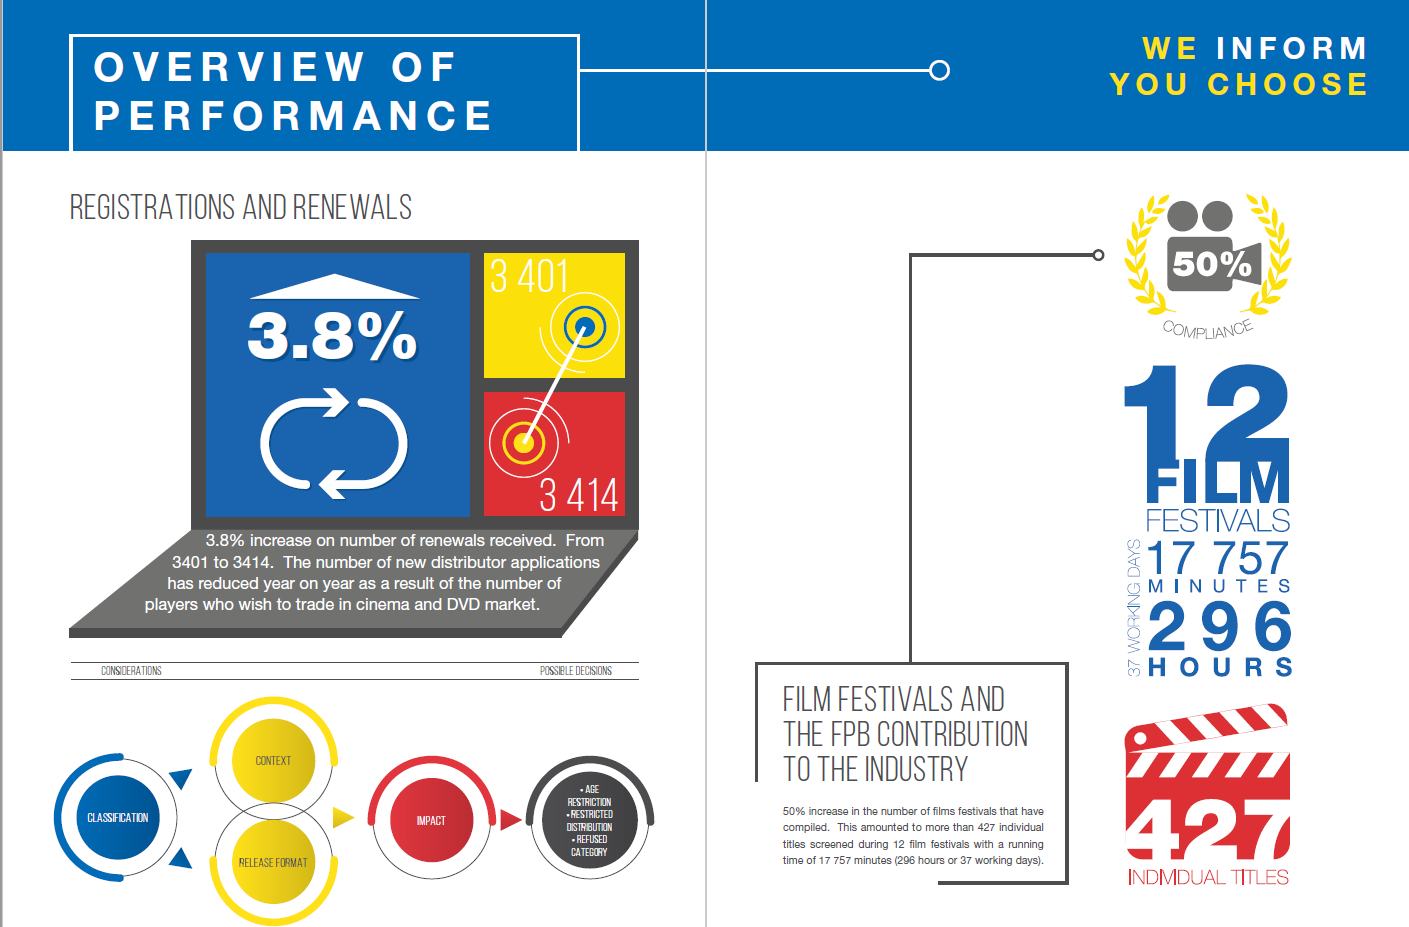 OVERVIEW OF
PERFORMANCE
WE INFORM
YOU CHOOSE
REGISTRATIONS AND RENEWALS
3.8%
3 401
3 414
3.8% increase on number of renewals received. From
3401 to 3414. The number of new distributor applications
has reduced year on year as a result of the number of
players who wish to trade in cinema and DVD market.
CONSIDERATIONS
POSSIBLE DECISIONS
CLASSIFICATION
CONTEXT
RELEASE FORMAT
IMPACT
• AGE
RESTRICTION
• RESTRICTED
DISTRIBUTION
• REFUSED
CATEGORY
50%
COMPLIANCE
12
FILM
FESTIVALS
37 WORKING DAYS
17 757
MINUTES
296
HOURS
427
INDIVIDUAL TITLES
FILM FESTIVALS AND
THE FPB CONTRIBUTION
TO THE INDUSTRY
50% increase in the number of films festivals that have
compiled. This amounted to more than 427 individual
titles screened during 12 film festivals with a running
time of 17 757 minutes (296 hours or 37 working days).